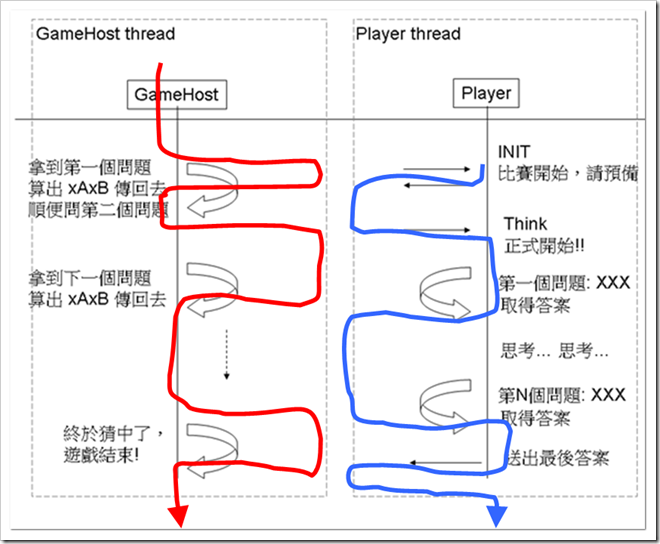 GameHost thread
Player thread
GameHost
Player
拿到第一個問題
算出 xAxB 傳回去
順便問第二個問題
INIT
比賽開始，請預備
Think
正式開始!!
拿到下一個問題
算出 xAxB 傳回去
第一個問題: XXX
取得答案
思考... 思考...
第N個問題: XXX
取得答案
終於猜中了，
遊戲結束!
送出最後答案